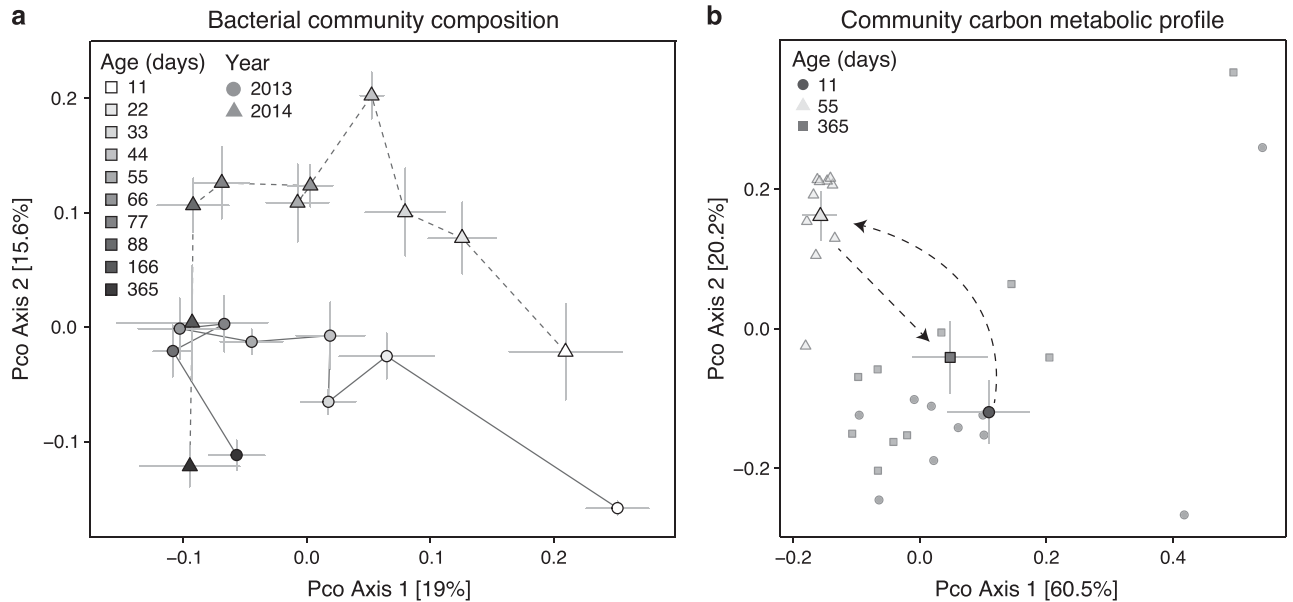 a
Bacterial community composition
Age (days)
11
22
33
44
55
66
77
88
166
365
Year
2013
2014
0.2
0.1
0.0
−0.1
Pco Axis 2 [15.6%]
−0.1
0.0
0.1
0.2
Pco Axis 1 [19%]
b
Community carbon metabolic profile
Age (days)
11
55
365
0.2
0.0
−0.2
Pco Axis 2 [20.2%]
−0.2
0.0
0.2
0.4
Pco Axis 1 [60.5%]